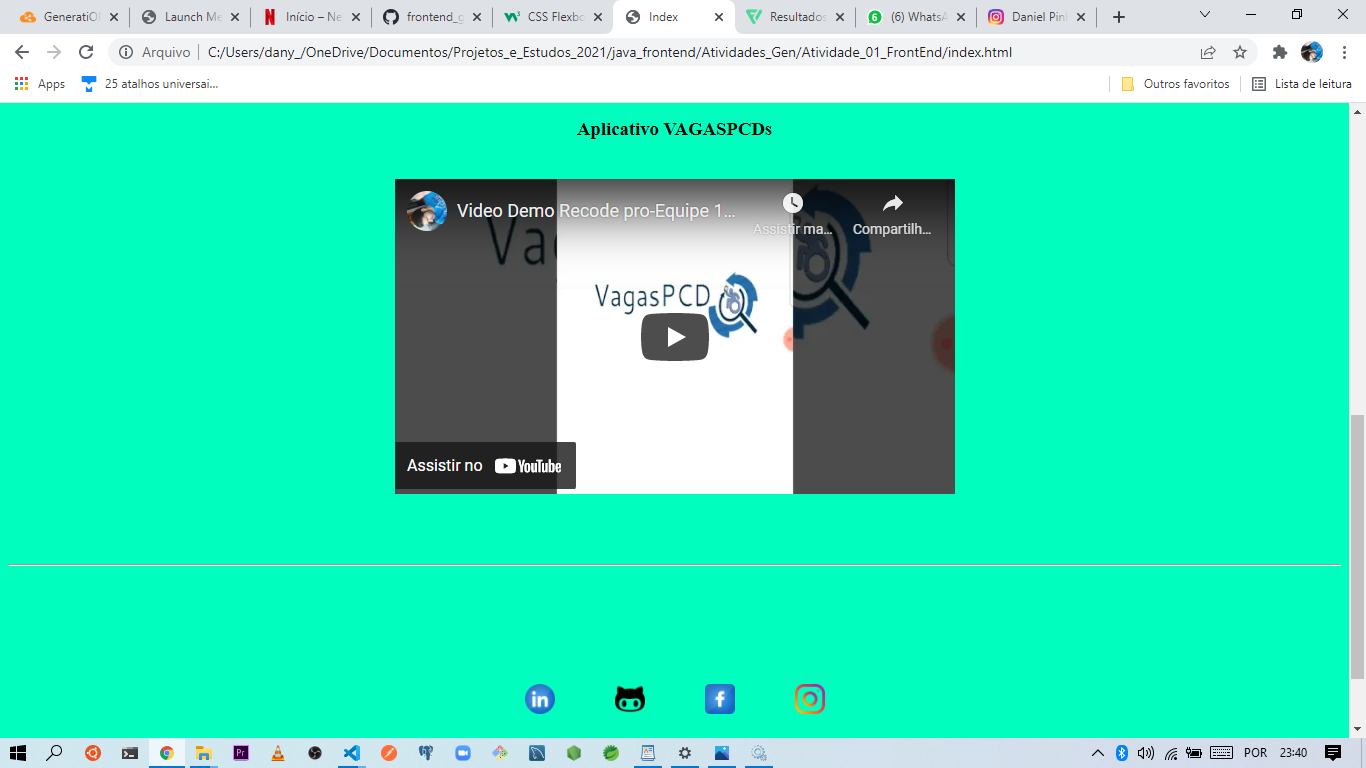 GeneratiO
Launch Me
Início – Ne
frontend_g
CSS Flexbo
Index
Resultados
(6) WhatsA
Daniel Pin
Arquivo
C:/Users/dany_/OneDrive/Documentos/Projetos_e_Estudos_2021/java_frontend/Atividades_Gen/Atividade_01_FrontEnd/index.html
Apps
25 atalhos universai...
Outros favoritos
Lista de leitura
Aplicativo VAGASPCDs
Video Demo Recode pro-Equipe 1...
Assistir ma...
Compartilh...
VagasPCD
Assistir no YouTube
POR
23:40